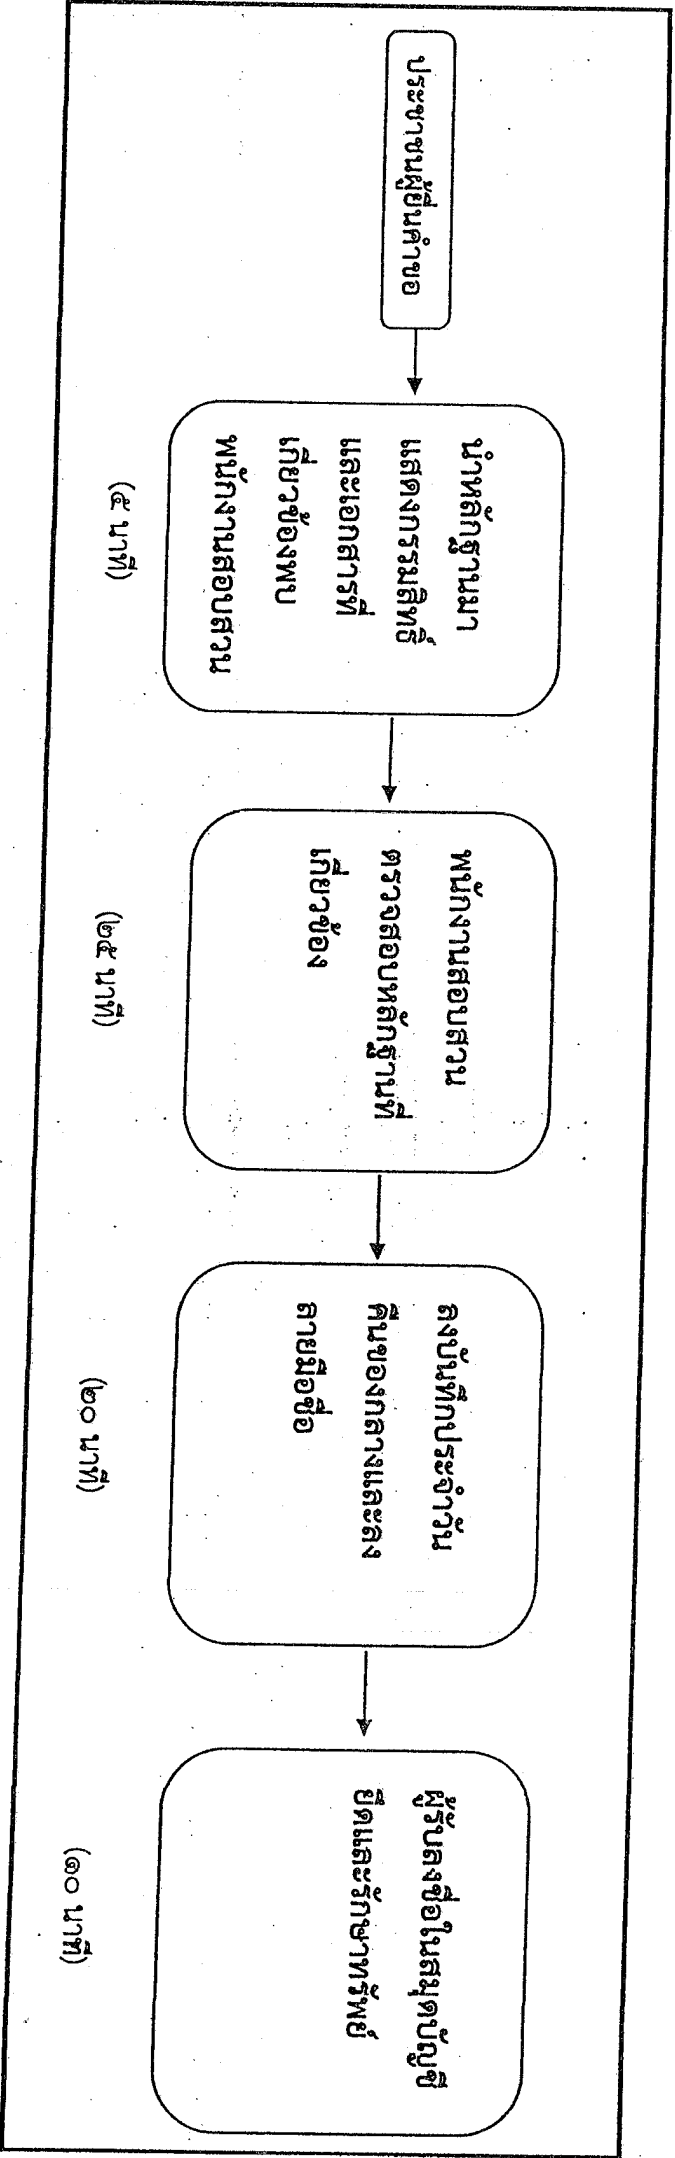 ประชาชนผู้ยื่นคำขอ
นำหลักฐานมา
แสดงกรรมสิทธิ์
และเอกสารที่
เกี่ยวข้องพบ
พนักงานสอบสวน
(๕ นาที)
พนักงานสอบสวน
ตรวจสอบหลักฐานที่
เกี่ยวข้อง
(๒๕ นาที)
ลงบันทึกประจำวัน
คืนของกลางและลง
ลายมือชื่อ
(๒๐ นาที)
ผู้รับลงชื่อในสมุดบัญชี
ยึดและรักษาทรัพย์
(๑๐ นาที)